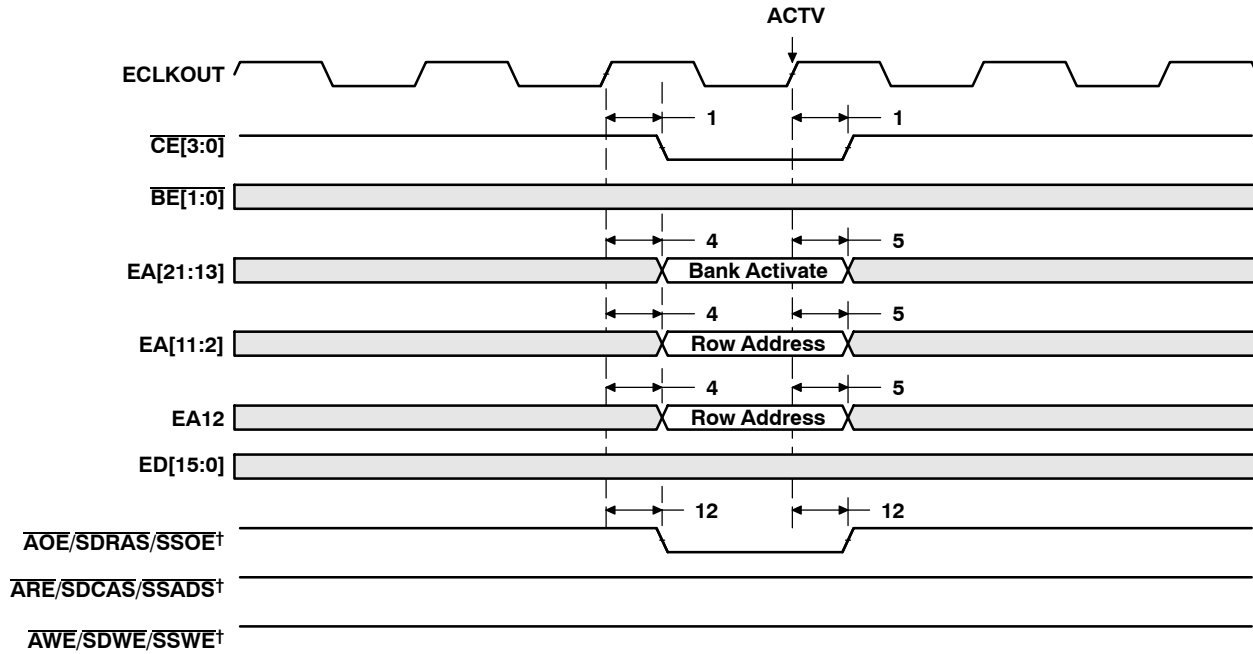 ACTV
ECLKOUT
1 1
CE[3:0]
BE[1:0]
4 5
EA[21:13] Bank Activate
4 5
EA[11:2] Row Address
4 5
EA12 Row Address
ED[15:0]
12 12
AOE/SDRAS/SSOE†
ARE/SDCAS/SSADS†
AWE/SDWE/SSWE†